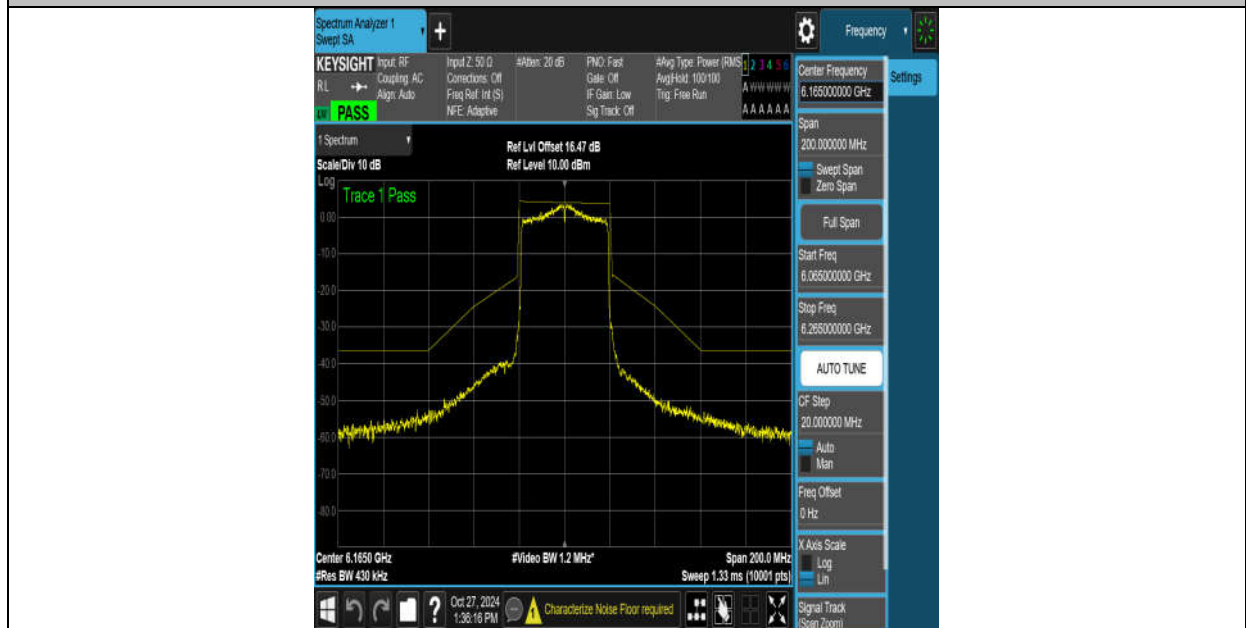 Spectrum Analyzer 1
Swept SA
+
Frequency
KEYSIGHT
RL
PASS
Input: RF
Coupling: AC
Align: Auto
Input Z: 50 Ω
Corrections: Off
Freq Ref: Int (S)
NFE: Adaptive
#Atten: 20 dB
PNO: Fast
Gate: Off
IF Gain: Low
Sig Track: Off
#Avg Type: Power (RMS
Avg|Hold: 100/100
Trig: Free Run
1 2 3 4 5 6
A W W W W W
A A A A A A
1 Spectrum
Scale/Div 10 dB
Ref Lvl Offset 16.47 dB
Ref Level 10.00 dBm
Log
Trace 1 Pass
0.00
-10.0
-20.0
-30.0
-40.0
-50.0
-60.0
-70.0
-80.0
Center 6.1650 GHz
#Res BW 430 kHz
#Video BW 1.2 MHz*
Span 200.0 MHz
Sweep 1.33 ms (10001 pts)
?
Oct 27, 2024
1:36:16 PM
Characterize Noise Floor required
Center Frequency
6.165000000 GHz
Settings
Span
200.000000 MHz
Swept Span
Zero Span
Full Span
Start Freq
6.065000000 GHz
Stop Freq
6.265000000 GHz
AUTO TUNE
CF Step
20.000000 MHz
Auto
Man
Freq Offset
0 Hz
X Axis Scale
Log
Lin
Signal Track
(Span Zoom)